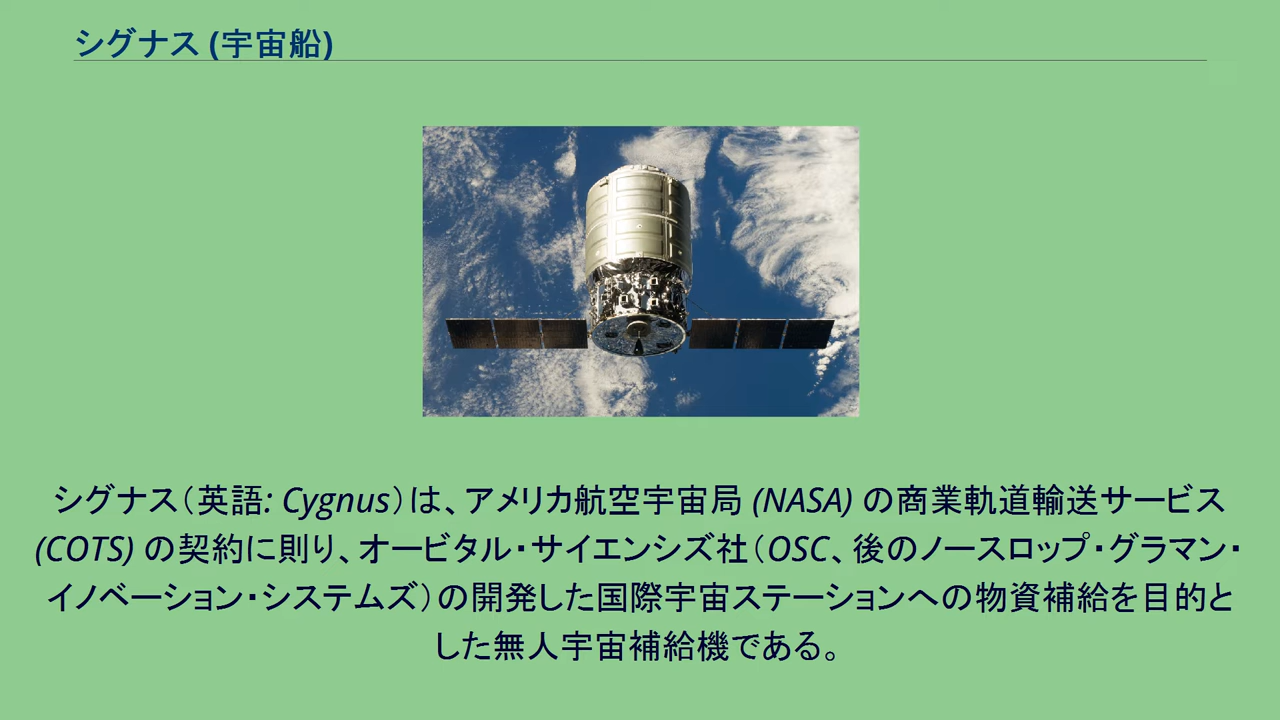 シグナス (宇宙船)
シグナス（英語: Cygnus）は、アメリカ航空宇宙局 (NASA) の商業軌道輸送サービス
(COTS) の契約に則り、オービタル・サイエンシズ社（OSC、後のノースロップ・グラマン・
イノベーション・システムズ）の開発した国際宇宙ステーションへの物資補給を目的と
した無人宇宙補給機である。